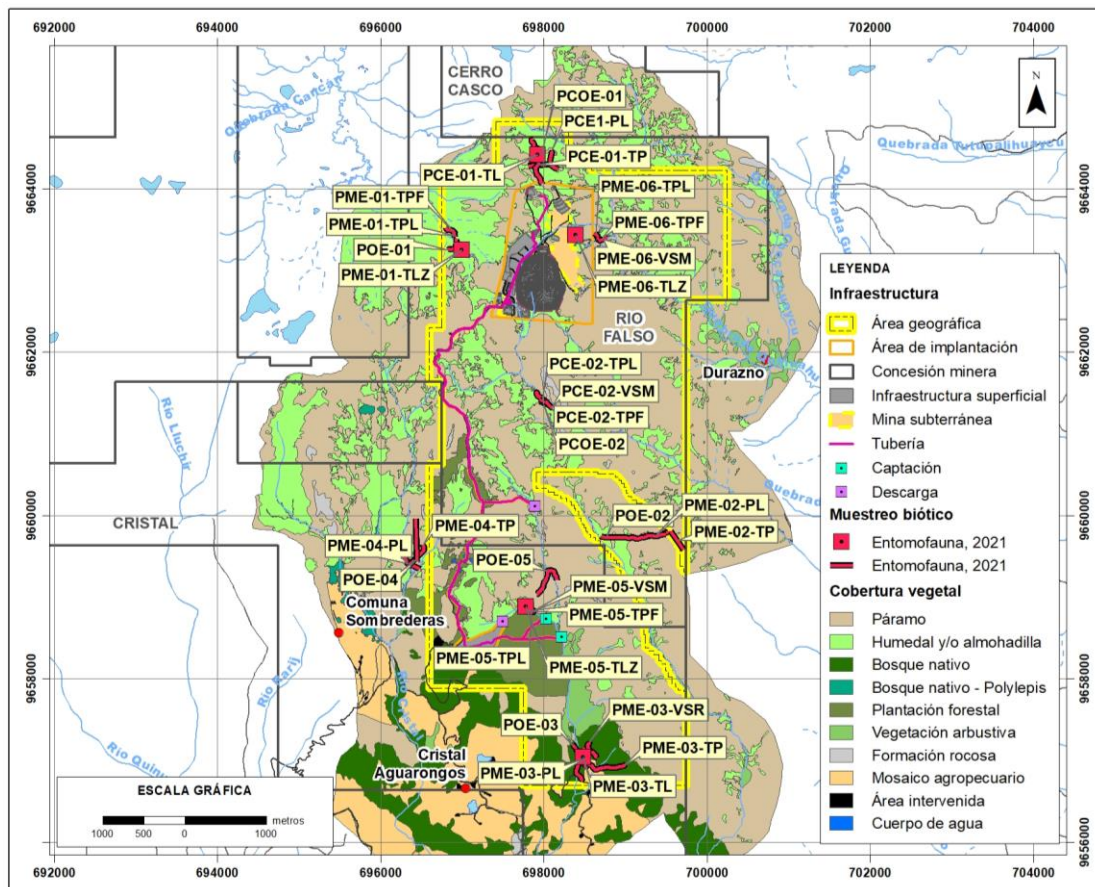 692000 694000 696000 698000 700000 702000 704000
CERRO
CASCO
PCOE-01
PCE1-PL
PCE-01-TP
PCE-01-TL
Quebrada Cancán
N
9664000
9664000
PME-01-TPF
PME-01-TPL
POE-01
PME-01-TLZ
PME-06-TPL
PME-06-TPF
PME-06-VSM
PME-06-TLZ
RIO
FALSO
9662000
9662000
Durazno
PCE-02-TPL
PCE-02-VSM
PCE-02-TPF
PCOE-02
Río Lluchir
CRISTAL
9660000
9660000
Quebrada
POE-02
PME-02-PL
PME-02-TP
PME-04-TP
PME-04-PL
POE-04
POE-05
PME-05-VSM
PME-05-TPF
Comuna
Sombrederas
PME-05-TPL
PME-05-TLZ
9658000
9658000
POE-03
PME-03-VSR
PME-03-TP
PME-03-PL
PME-03-TL
Cristal
Aguarongos
9656000
9656000
LEYENDA
Infraestructura
Área geográfica
Área de implantación
Concesión minera
Infraestructura superficial
Mina subterránea
Tubería
Captación
Descarga
Muestreo biótico
Entomofauna, 2021
Entomofauna, 2021
Cobertura vegetal
Páramo
Humedal y/o almohadilla
Bosque nativo
Bosque nativo - Polylepis
Plantación forestal
Vegetación arbustiva
Formación rocosa
Mosaico agropecuario
Área intervenida
Cuerpo de agua
ESCALA GRÁFICA
1000 500 0 1000 metros
692000 694000 696000 698000 700000 702000 704000